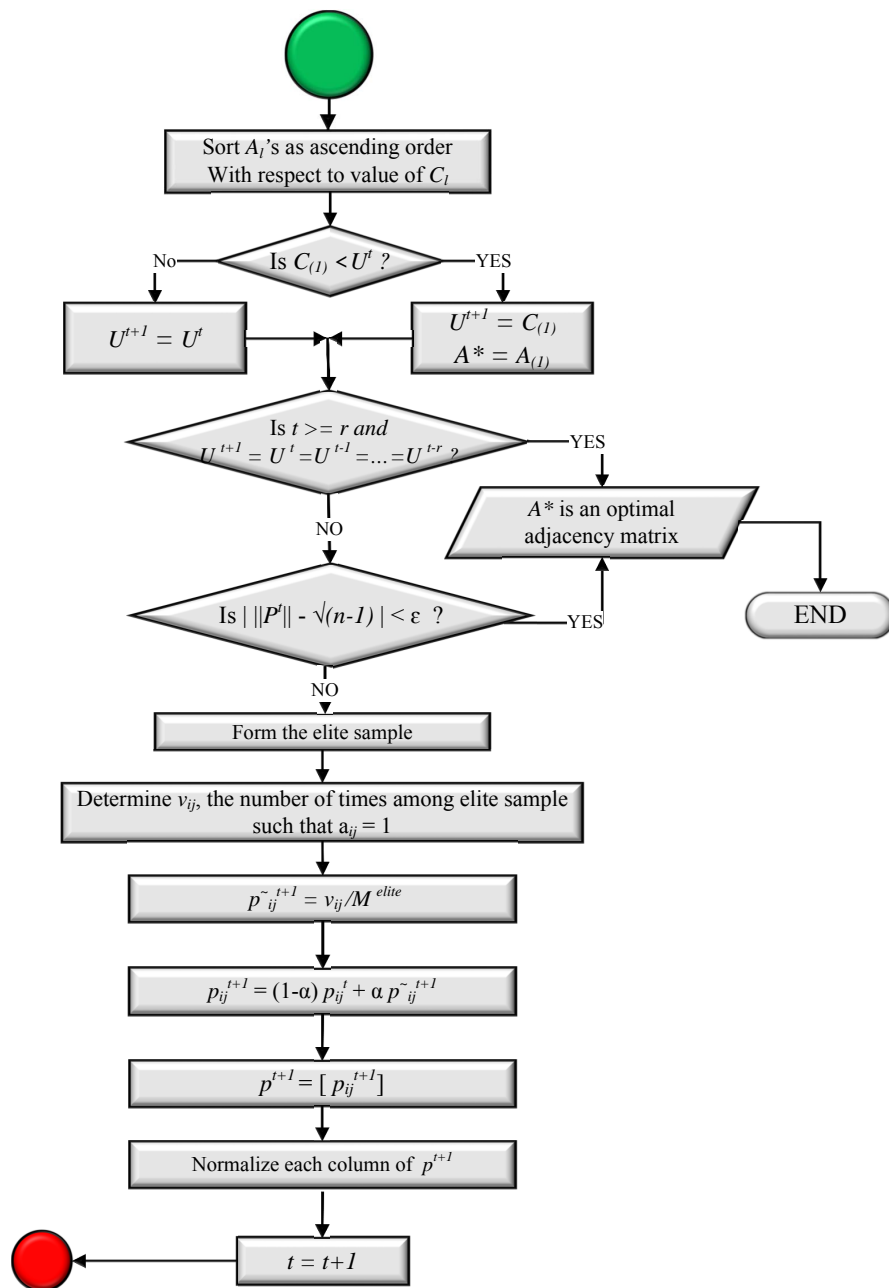 Sort A_l's as ascending order
With respect to value of C_l
Is C_(1) < U^t ?
No
YES
U^{t+1} = U^t
U^{t+1} = C_(1)
A* = A_(1)
Is t >= r and
U^{t+1} = U^t = U^{t-1} =...= U^{t-r} ?
YES
A* is an optimal
adjacency matrix
NO
Is | ||P^t|| - √(n-1) | < ε ?
YES
END
NO
Form the elite sample
Determine v_ij, the number of times among elite sample
such that a_ij = 1
p~_ij^{t+1} = v_ij /M^{elite}
p_ij^{t+1} = (1-α) p_ij^t + α p~_ij^{t+1}
p^{t+1} = [ p_ij^{t+1} ]
Normalize each column of p^{t+1}
t = t+1